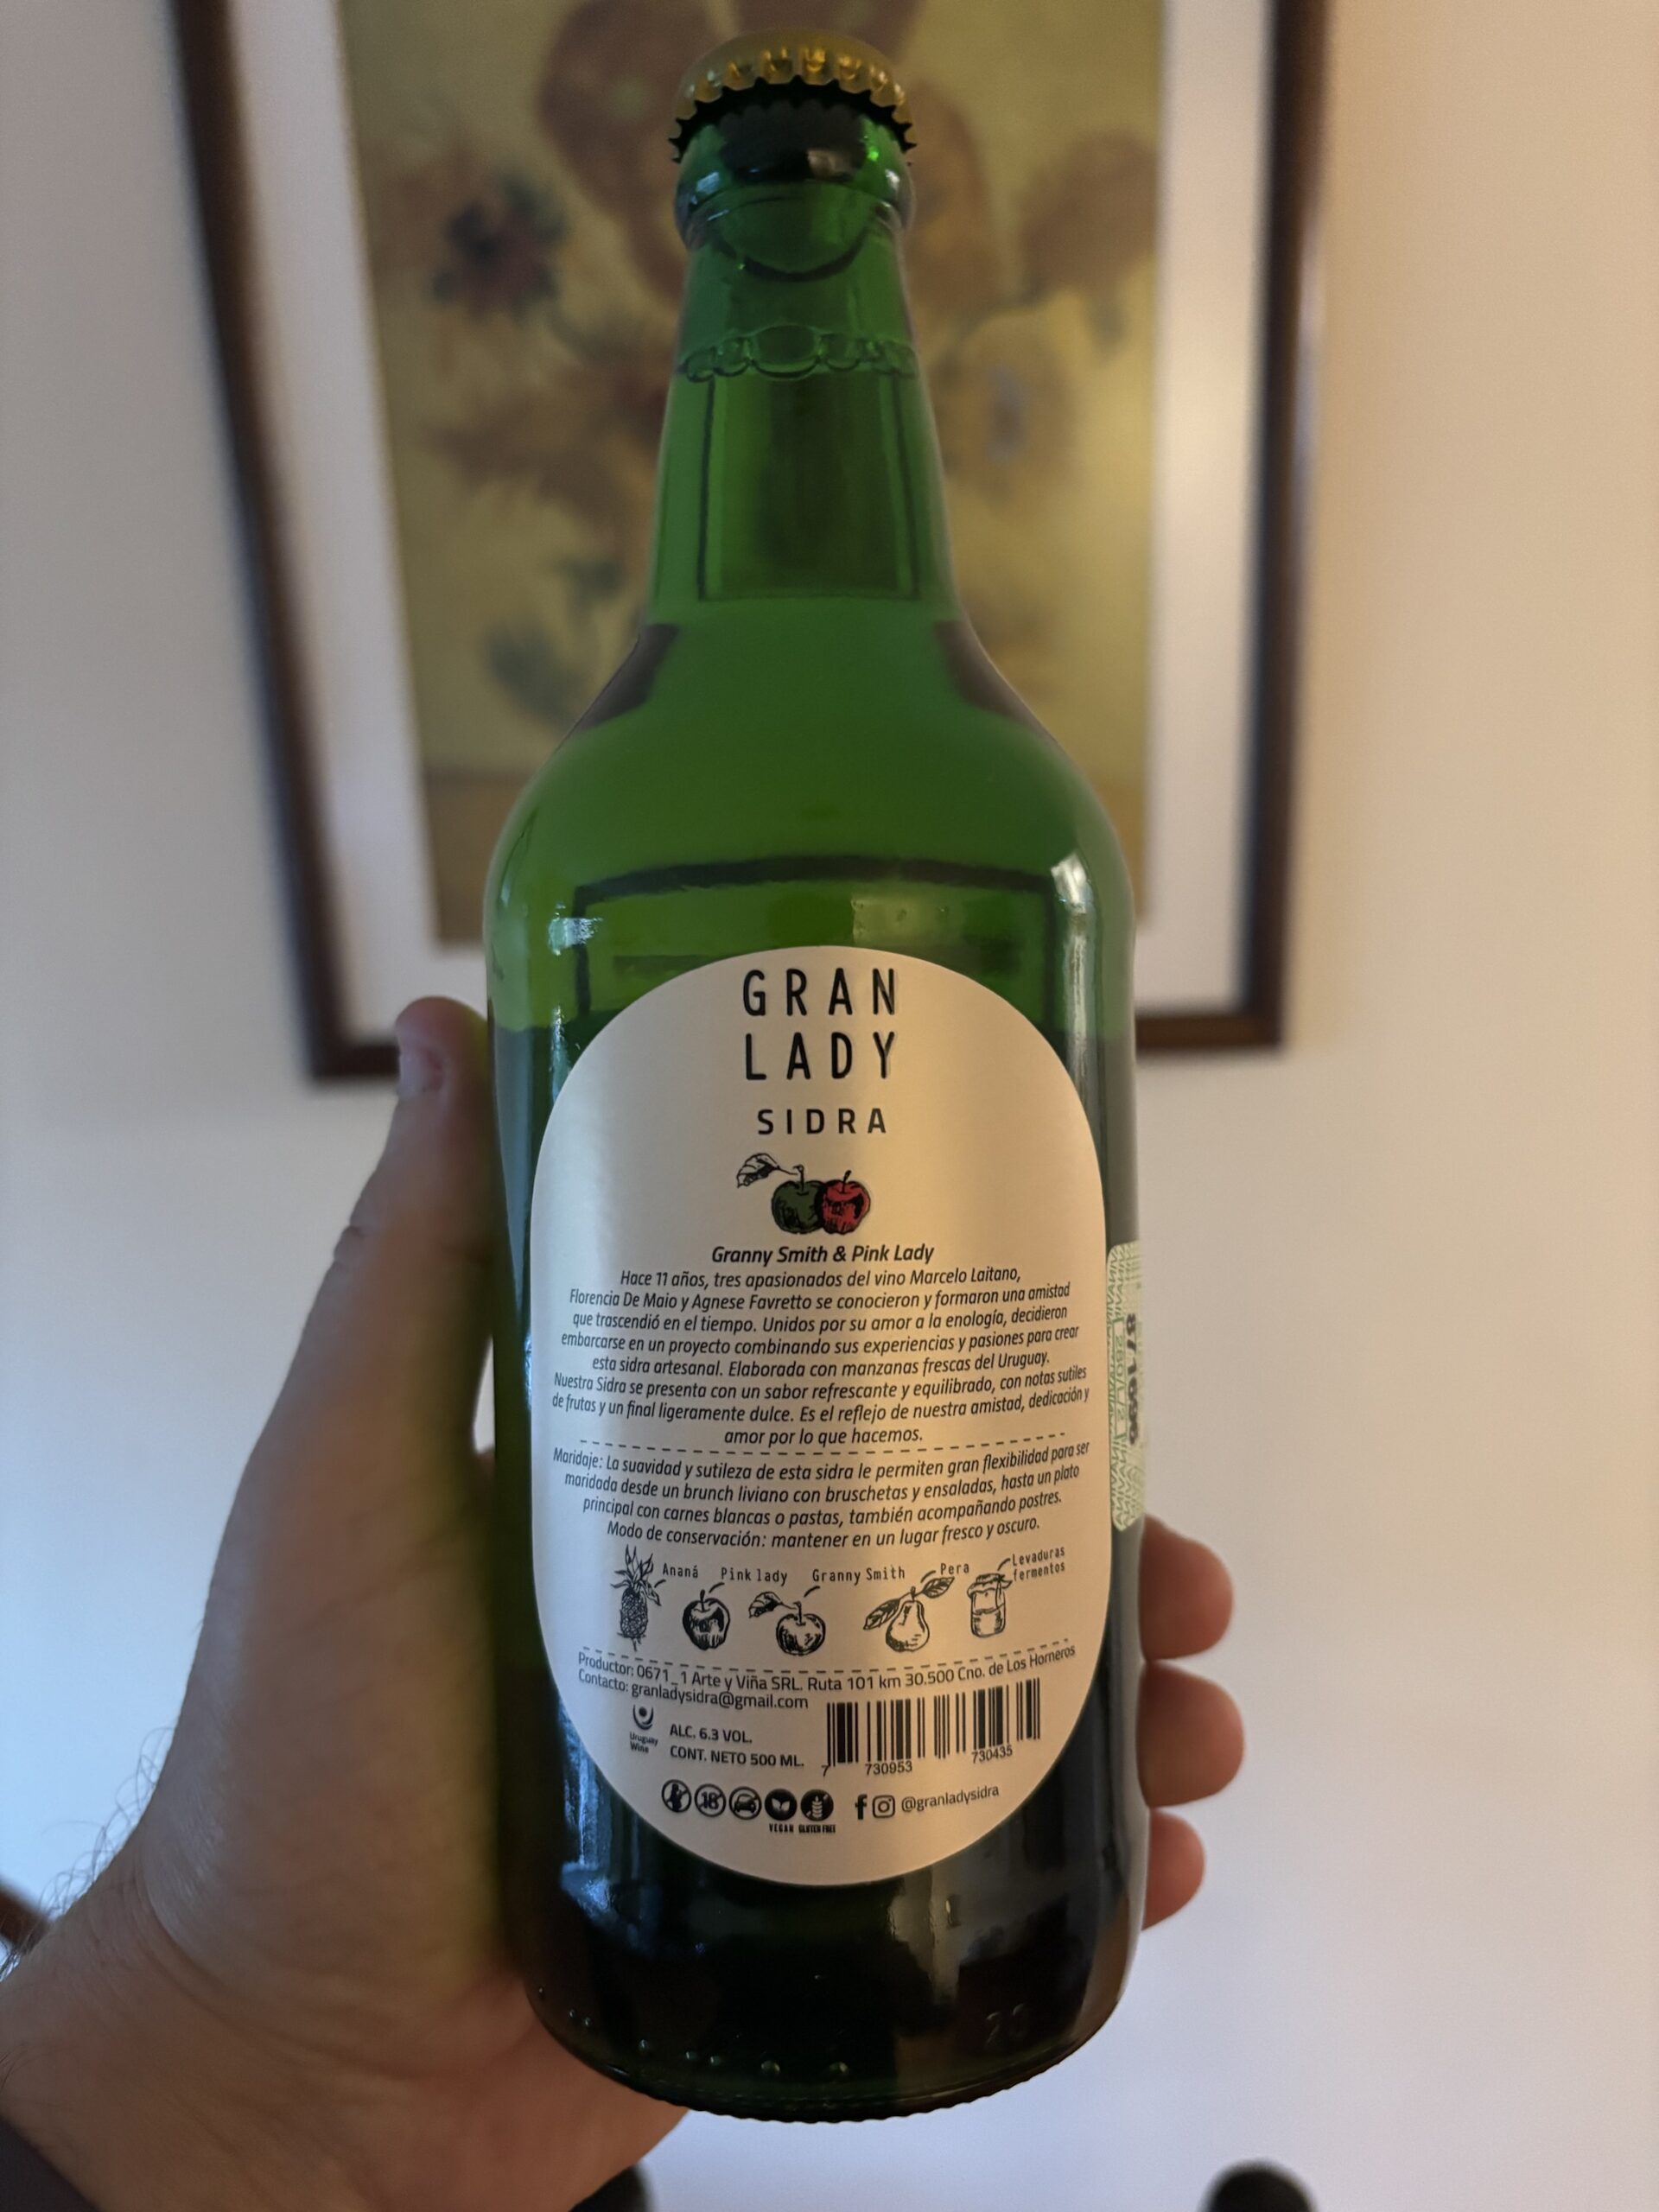 GRAN
LADY
SIDRA
Granny Smith & Pink Lady
Hace 11 años, tres apasionados del vino Marcelo Laitano,
Florencia De Maio y Agnese Favretto se conocieron y formaron una amistad
que trascendió en el tiempo. Unidos por su amor a la enología, decidieron
embarcarse en un proyecto combinando sus experiencias y pasiones para crear
esta sidra artesanal. Elaborada con manzanas frescas del Uruguay.
Nuestra Sidra se presenta con un sabor refrescante y equilibrado, con notas sutiles
de frutas y un final ligeramente dulce. Es el reflejo de nuestra amistad, dedicación y
amor por lo que hacemos.
Maridaje: La suavidad y sutileza de esta sidra le permiten gran flexibilidad para ser
maridada desde un brunch liviano con bruschetas y ensaladas, hasta un plato
principal con carnes blancas o pastas, también acompañando postres.
Modo de conservación: mantener en un lugar fresco y oscuro.
Ananá Pink lady Granny Smith Pera Levaduras
fermentos
Productor: 0671_1 Arte y Viña SRL. Ruta 101 km 30.500 Cno. de Los Horneros
Contacto: granladysidra@gmail.com
Uruguay
Wine
ALC. 6.3 VOL.
CONT. NETO 500 ML.
7 730953 730435
18
VEGAN GLUTEN FREE
@granladysidra
20